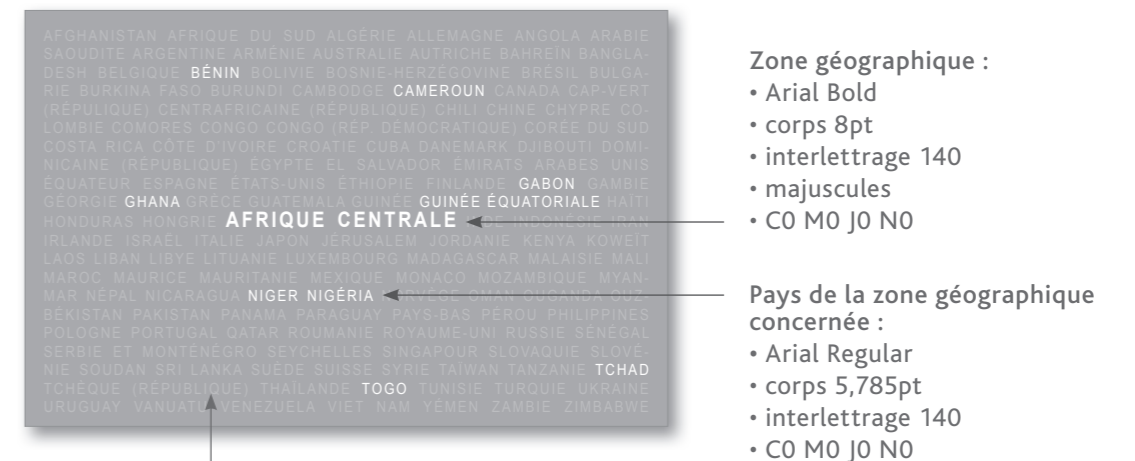 AFGHANISTAN AFRIQUE DU SUD ALGÉRIE ALLEMAGNE ANGOLA ARABIE
SAOUDITE ARGENTINE ARMÉNIE AUSTRALIE AUTRICHE BAHREÏN BANGLA-
DESH BELGIQUE BÉNIN BOLIVIE BOSNIE-HERZÉGOVINE BRÉSIL BULGA-
RIE BURKINA FASO BURUNDI CAMBODGE CAMEROUN CANADA CAP-VERT
(RÉPULIQUE) CENTRAFRICAINE (RÉPUBLIQUE) CHILI CHINE CHYPRE CO-
LOMBIE COMORES CONGO CONGO (RÉP. DÉMOCRATIQUE) CORÉE DU SUD
COSTA RICA CÔTE D'IVOIRE CROATIE CUBA DANEMARK DJIBOUTI DOMI-
NICAINE (RÉPUBLIQUE) ÉGYPTE EL SALVADOR ÉMIRATS ARABES UNIS
ÉQUATEUR ESPAGNE ÉTATS-UNIS ÉTHIOPIE FINLANDE GABON GAMBIE
GÉORGIE GHANA GRÈCE GUATEMALA GUINÉE GUINÉE ÉQUATORIALE HAÏTI
HONDURAS HONGRIE AFRIQUE CENTRALE INDONÉSIE IRAN
IRLANDE ISRAËL ITALIE JAPON JÉRUSALEM JORDANIE KENYA KOWEÏT
LAOS LIBAN LIBYE LITUANIE LUXEMBOURG MADAGASCAR MALAISIE MALI
MAROC MAURICE MAURITANIE MEXIQUE MONACO MOZAMBIQUE MYAN-
MAR NÉPAL NICARAGUA NIGER NIGÉRIA NORVÈGE OMAN OUGANDA OUZ-
BÉKISTAN PAKISTAN PANAMA PARAGUAY PAYS-BAS PÉROU PHILIPPINES
POLOGNE PORTUGAL QATAR ROUMANIE ROYAUME-UNI RUSSIE SÉNÉGAL
SERBIE ET MONTÉNÉGRO SEYCHELLES SINGAPOUR SLOVAQUIE SLOVÉ-
NIE SOUDAN SRI LANKA SUÈDE SUISSE SYRIE TAÏWAN TANZANIE TCHAD
TCHÈQUE (RÉPUBLIQUE) THAÏLANDE TOGO TUNISIE TURQUIE UKRAINE
URUGUAY VANUATU VENEZUELA VIET NAM YÉMEN ZAMBIE ZIMBABWE
Zone géographique :
• Arial Bold
• corps 8pt
• interlettrage 140
• majuscules
• C0 M0 J0 N0
Pays de la zone géographique
concernée :
• Arial Regular
• corps 5,785pt
• interlettrage 140
• C0 M0 J0 N0